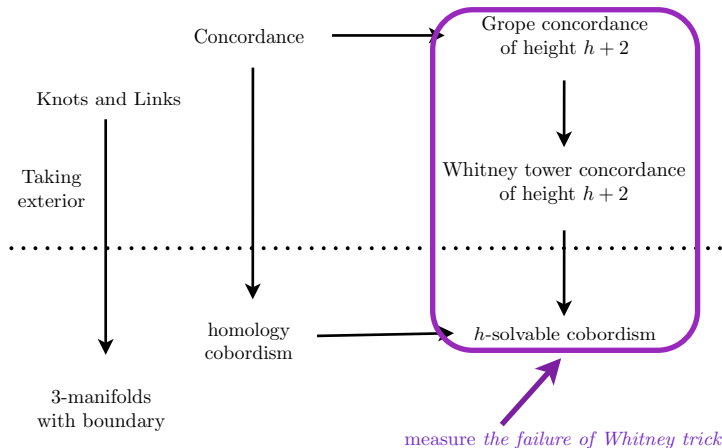 Concordance
Grope concordance
of height h + 2
Knots and Links
Taking
exterior
Whitney tower concordance
of height h + 2
homology
cobordism
h-solvable cobordism
3-manifolds
with boundary
measure the failure of Whitney trick